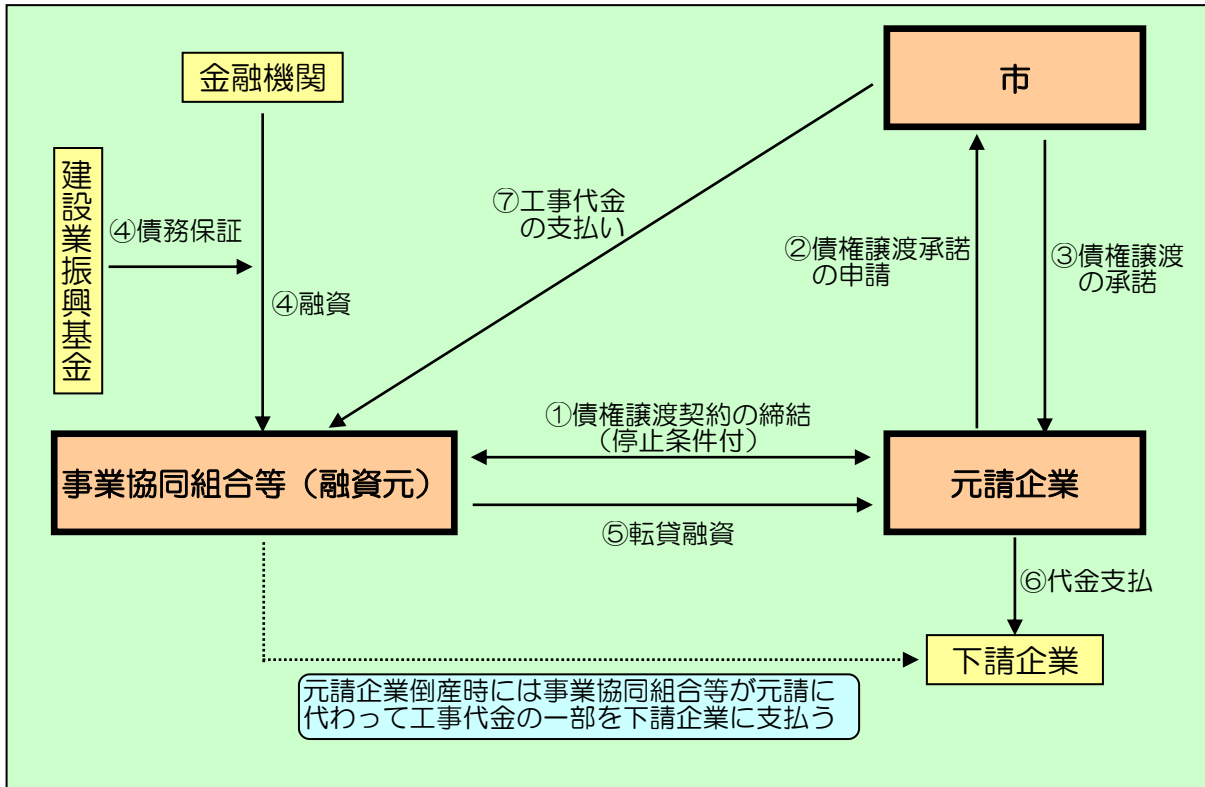 金融機関
市
建設業振興基金
④債務保証
④融資
⑦工事代金
の支払い
②債権譲渡承諾
の申請
③債権譲渡
の承諾
①債権譲渡契約の締結
（停止条件付）
事業協同組合等（融資元）
元請企業
⑤転貸融資
⑥代金支払
下請企業
元請企業倒産時には事業協同組合等が元請に
代わって工事代金の一部を下請企業に支払う